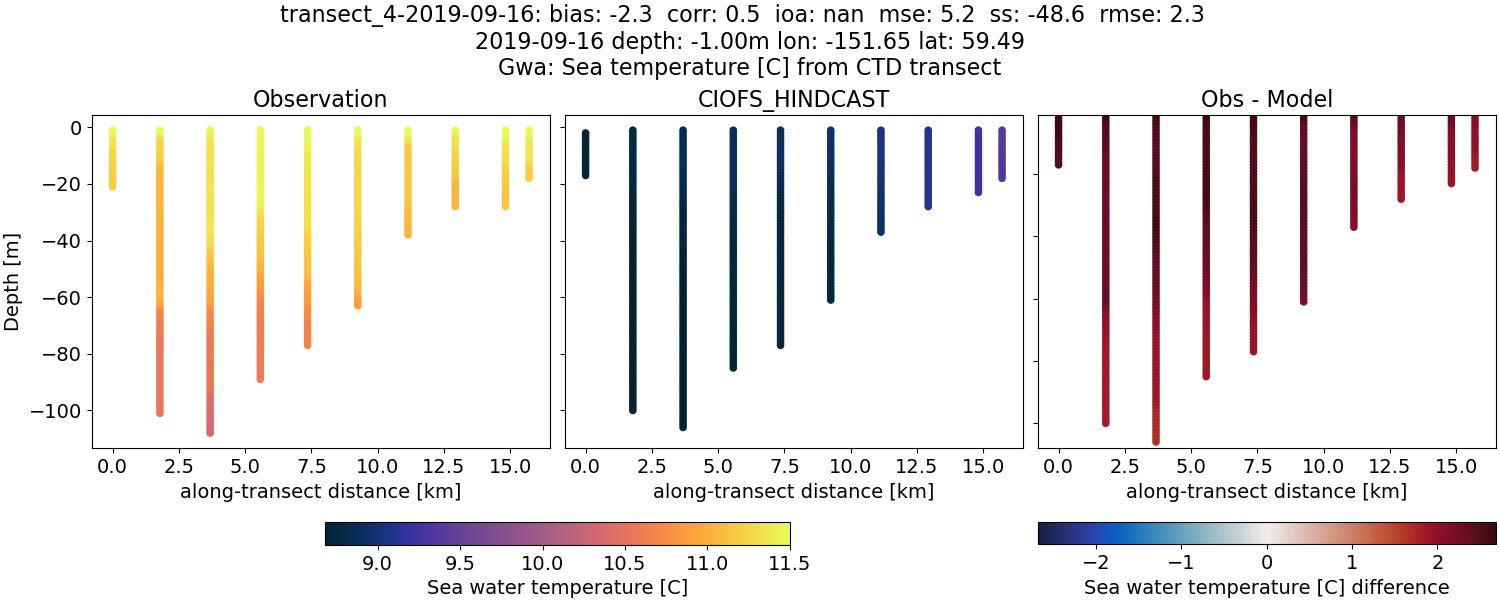 transect_4-2019-09-16: bias: -2.3  corr: 0.5  ioa: nan  mse: 5.2  ss: -48.6  rmse: 2.3
2019-09-16 depth: -1.00m lon: -151.65 lat: 59.49
Gwa: Sea temperature [C] from CTD transect
Observation
CIOFS_HINDCAST
Obs - Model
Depth [m]
0
−20
−40
−60
−80
−100
0.0 2.5 5.0 7.5 10.0 12.5 15.0
0.0 2.5 5.0 7.5 10.0 12.5 15.0
0.0 2.5 5.0 7.5 10.0 12.5 15.0
along-transect distance [km]
along-transect distance [km]
along-transect distance [km]
9.0 9.5 10.0 10.5 11.0 11.5
Sea water temperature [C]
−2 −1 0 1 2
Sea water temperature [C] difference